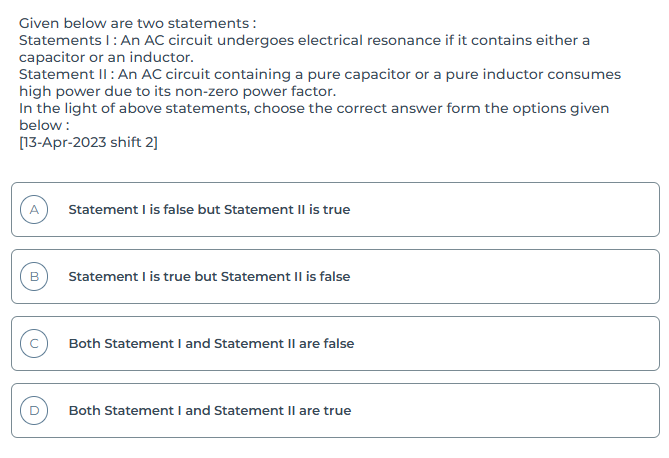 Given below are two statements :
Statements I : An AC circuit undergoes electrical resonance if it contains either a
capacitor or an inductor.
Statement II : An AC circuit containing a pure capacitor or a pure inductor consumes
high power due to its non-zero power factor.
In the light of above statements, choose the correct answer form the options given
below :
[13-Apr-2023 shift 2]
A Statement I is false but Statement II is true
B Statement I is true but Statement II is false
C Both Statement I and Statement II are false
D Both Statement I and Statement II are true